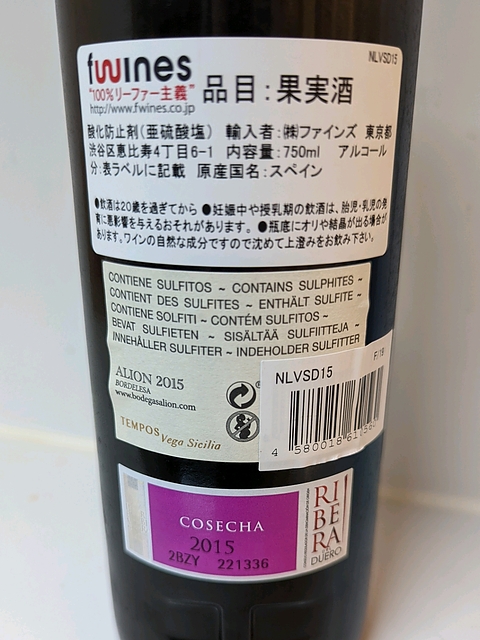 fwines
NLVSD15
"100%リーファー主義"
品目:果実酒
http://www.fwines.co.jp
酸化防止剤(亜硫酸塩) 輸入者:㈱ファインズ 東京都
渋谷区恵比寿4丁目6-1 内容量:750ml アルコール
分:表ラベルに記載 原産国名:スペイン
●飲酒は20歳を過ぎてから ●妊娠中や授乳期の飲酒は、胎児・乳児の発
育に悪影響を与えるおそれがあります。●瓶底にオリや結晶が出る場合が
ありますが、ワインの自然な成分ですので沈めて上澄みをお飲み下さい。
CONTIENE SULFITOS ~ CONTAINS SULPHITES ~
CONTIENT DES SULFITES ~ ENTHÄLT SULFITE ~
CONTIENE SOLFITI ~ CONTÉM SULFITOS ~
BEVAT SULFIETEN ~ SISÄLTÄÄ SULFIITTEJA ~
INNEHÅLLER SULFITER ~ INDEHOLDER SULFITTER
F/18
NLVSD15
ALION 2015
BORDELESA
www.bodegasalion.com
TEMPOS Vega Sicilia
4 580018
COSECHA
2015
2BZY 221336
RIBERA
DUERO